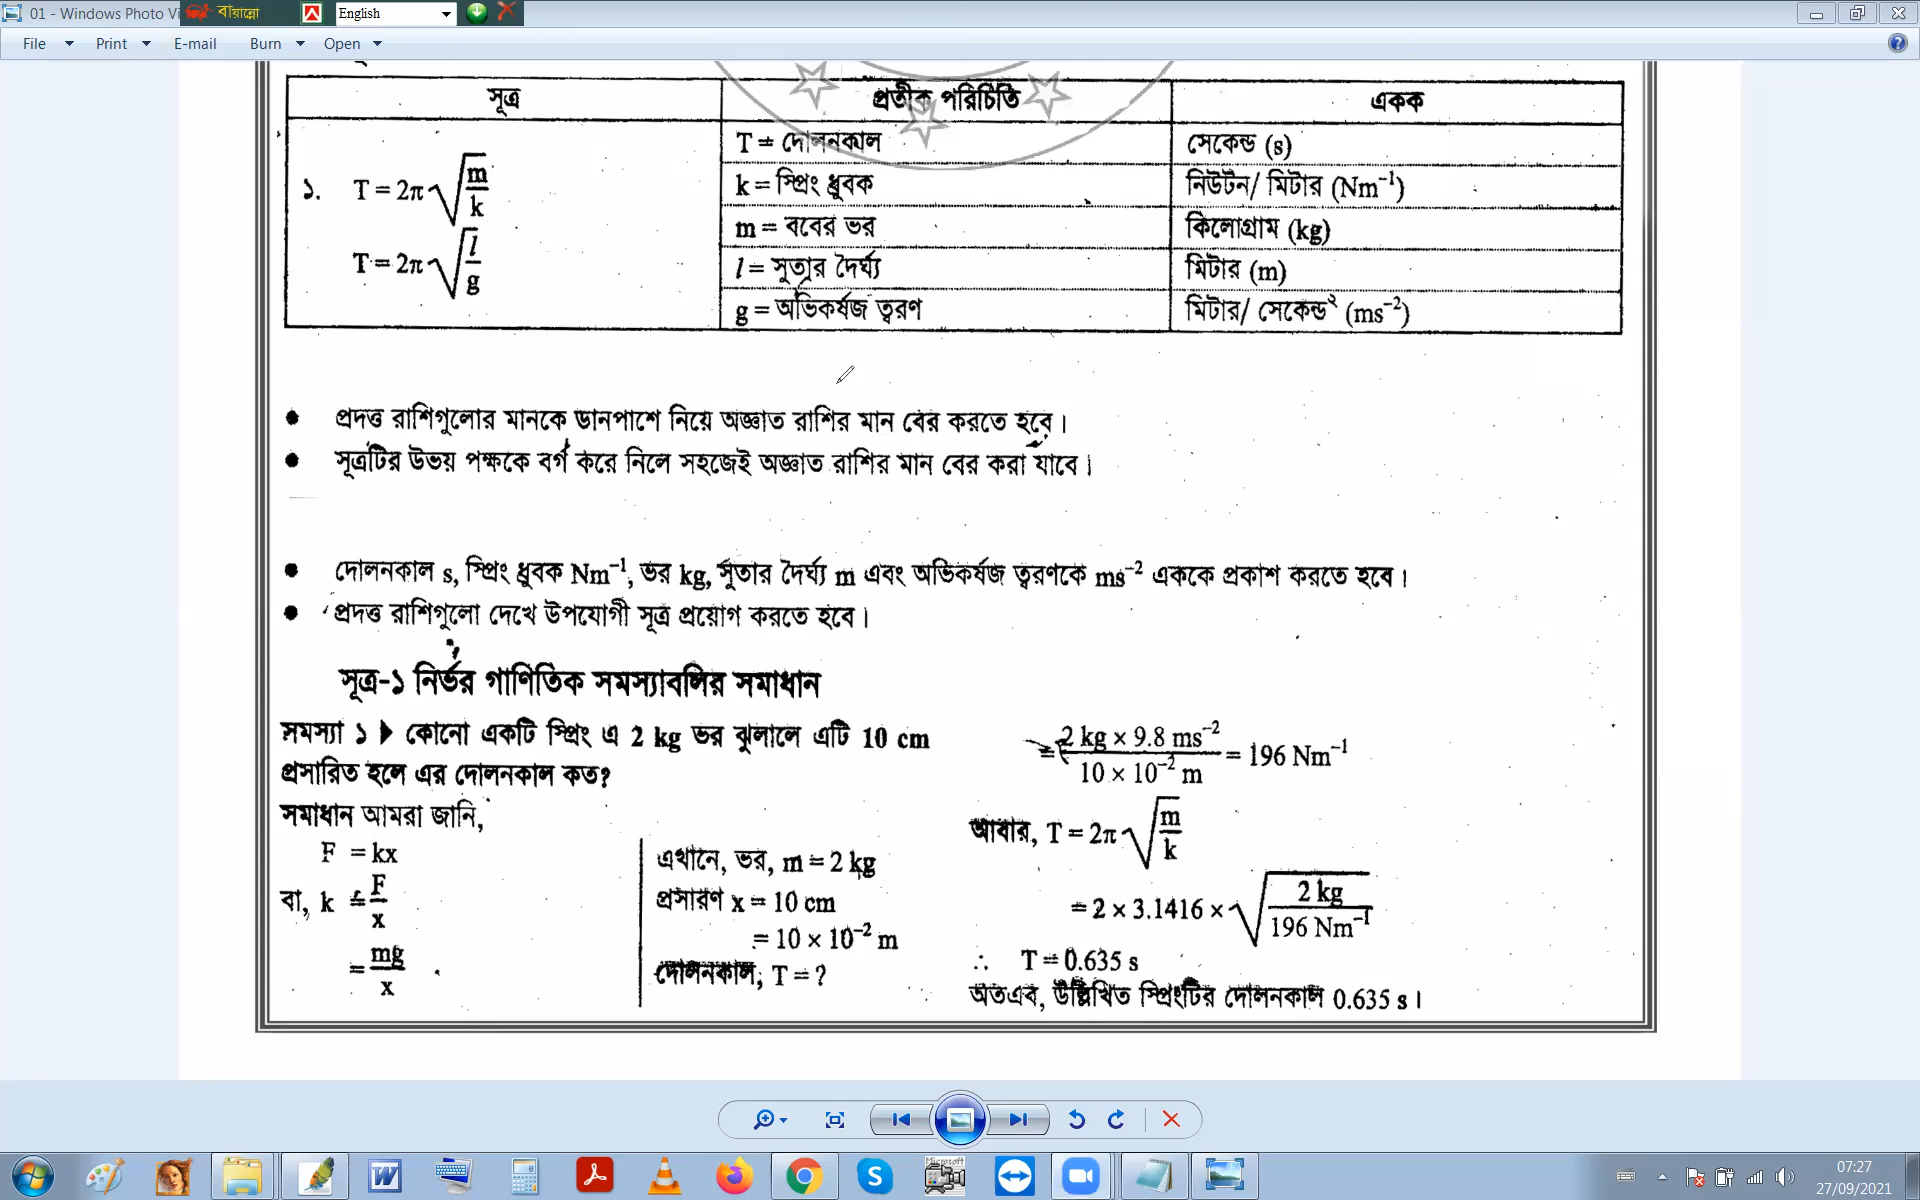 01 - Windows Photo Vi
বায়ান্নো
English
File Print E-mail Burn Open
সূত্র প্রতীক পরিচিতি একক
১. T = 2π√(m/k)
T = 2π√(l/g)
T = দোলনকাল সেকেন্ড (s)
k = স্প্রিং ধ্রুবক নিউটন/ মিটার (Nm⁻¹)
m = ববের ভর কিলোগ্রাম (kg)
l = সুতার দৈর্ঘ্য মিটার (m)
g = অভিকর্ষজ ত্বরণ মিটার/ সেকেন্ড² (ms⁻²)
● প্রদত্ত রাশিগুলোর মানকে ডানপাশে নিয়ে অজ্ঞাত রাশির মান বের করতে হবে।
● সূত্রটির উভয় পক্ষকে বর্গ করে নিলে সহজেই অজ্ঞাত রাশির মান বের করা যাবে।
● দোলনকাল s, স্প্রিং ধ্রুবক Nm⁻¹, ভর kg, সুতার দৈর্ঘ্য m এবং অভিকর্ষজ ত্বরণকে ms⁻² এককে প্রকাশ করতে হবে।
● প্রদত্ত রাশিগুলো দেখে উপযোগী সূত্র প্রয়োগ করতে হবে।
সূত্র-১ নির্ভর গাণিতিক সমস্যাবলির সমাধান
সমস্যা ১ ▶ কোনো একটি স্প্রিং এ 2 kg ভর ঝুলালে এটি 10 cm
প্রসারিত হলে এর দোলনকাল কত?
সমাধান আমরা জানি,
F = kx
বা, k = F/x
= mg/x
এখানে, ভর, m = 2 kg
প্রসারণ x = 10 cm
= 10 × 10⁻² m
দোলনকাল, T = ?
= (2 kg × 9.8 ms⁻²)/(10 × 10⁻² m) = 196 Nm⁻¹
আবার, T = 2π√(m/k)
= 2 × 3.1416 × √(2 kg/196 Nm⁻¹)
∴ T = 0.635 s
অতএব, উল্লিখিত স্প্রিংটির দোলনকাল 0.635 s।
07:27
27/09/2021